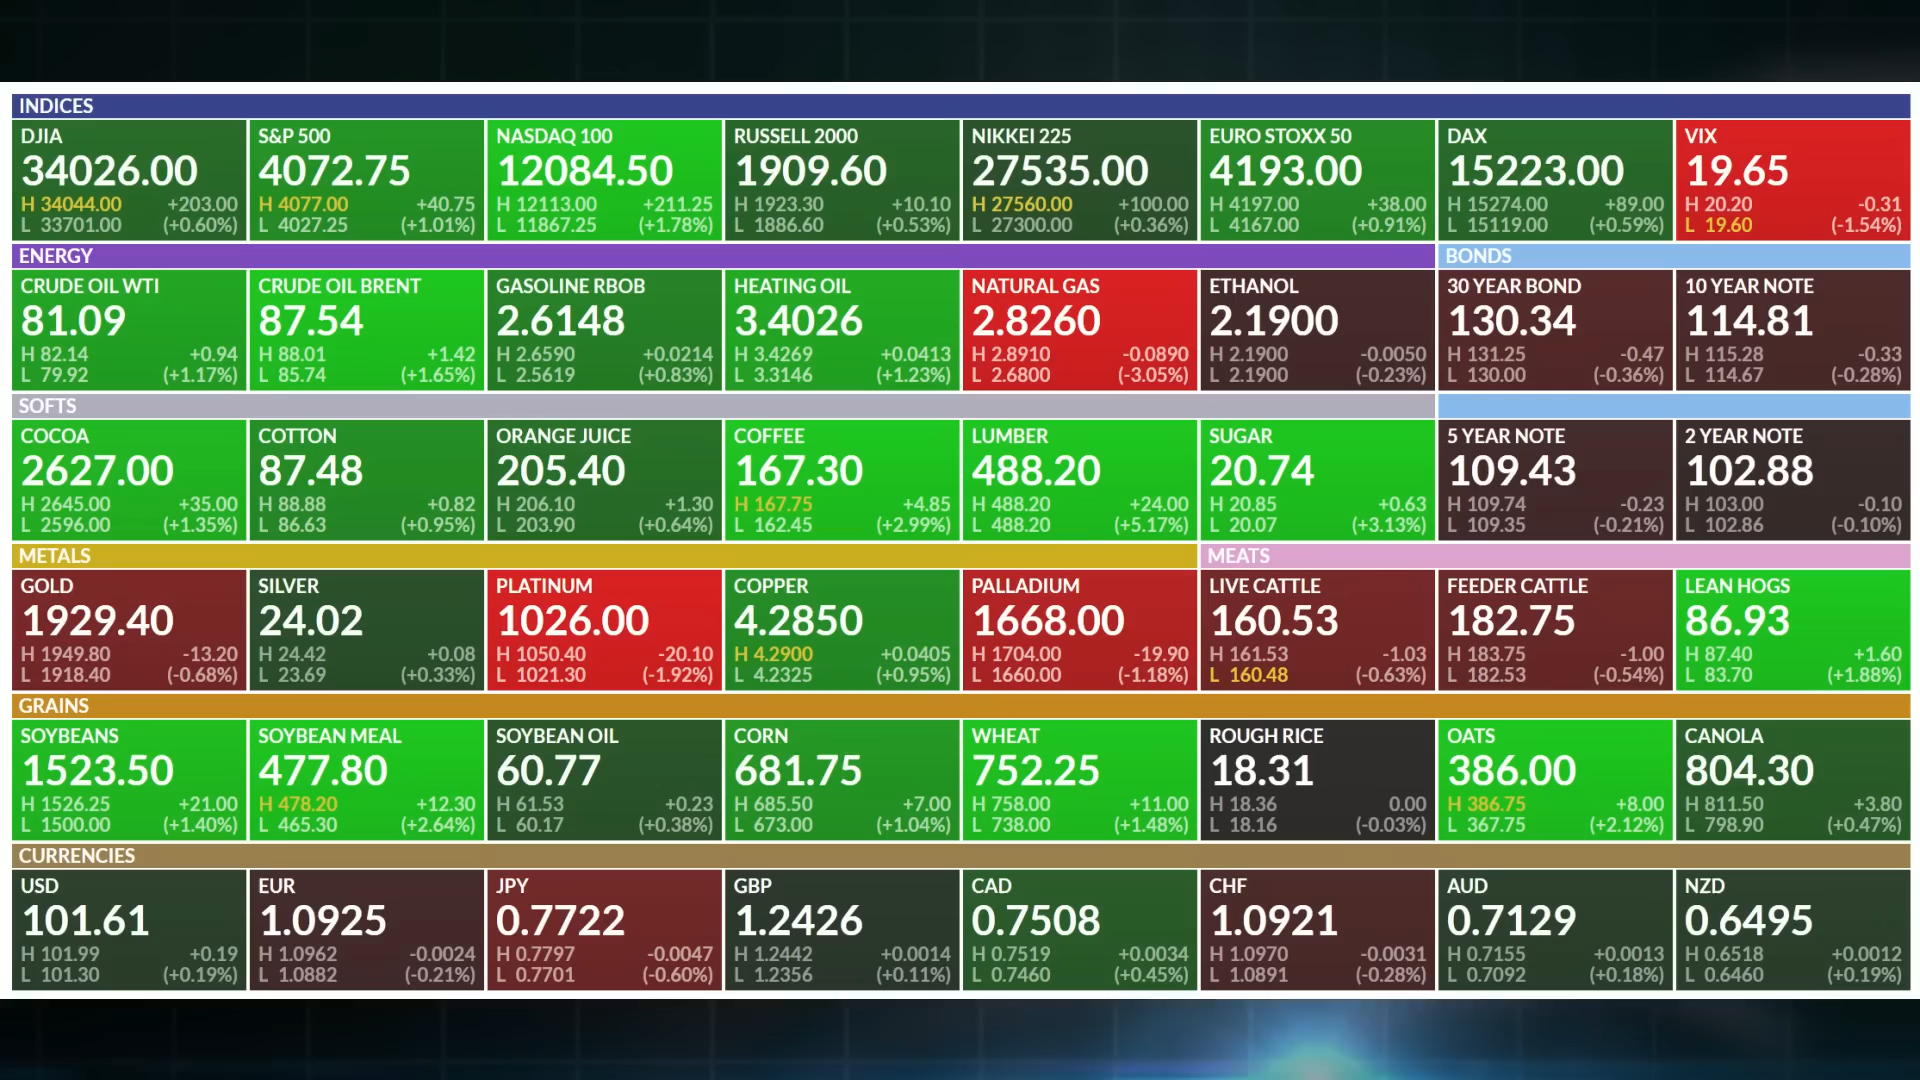 INDICES
DJIA
34026.00
H 34044.00 +203.00
L 33701.00 (+0.60%)
S&P 500
4072.75
H 4077.00 +40.75
L 4027.25 (+1.01%)
NASDAQ 100
12084.50
H 12113.00 +211.25
L 11867.25 (+1.78%)
RUSSELL 2000
1909.60
H 1923.30 +10.10
L 1886.60 (+0.53%)
NIKKEI 225
27535.00
H 27560.00 +100.00
L 27300.00 (+0.36%)
EURO STOXX 50
4193.00
H 4197.00 +38.00
L 4167.00 (+0.91%)
DAX
15223.00
H 15274.00 +89.00
L 15119.00 (+0.59%)
VIX
19.65
H 20.20 -0.31
L 19.60 (-1.54%)
ENERGY
CRUDE OIL WTI
81.09
H 82.14 +0.94
L 79.92 (+1.17%)
CRUDE OIL BRENT
87.54
H 88.01 +1.42
L 85.74 (+1.65%)
GASOLINE RBOB
2.6148
H 2.6590 +0.0214
L 2.5619 (+0.83%)
HEATING OIL
3.4026
H 3.4269 +0.0413
L 3.3146 (+1.23%)
NATURAL GAS
2.8260
H 2.8910 -0.0890
L 2.6800 (-3.05%)
ETHANOL
2.1900
H 2.1900 -0.0050
L 2.1900 (-0.23%)
BONDS
30 YEAR BOND
130.34
H 131.25 -0.47
L 130.00 (-0.36%)
10 YEAR NOTE
114.81
H 115.28 -0.33
L 114.67 (-0.28%)
SOFTS
COCOA
2627.00
H 2645.00 +35.00
L 2596.00 (+1.35%)
COTTON
87.48
H 88.88 +0.82
L 86.63 (+0.95%)
ORANGE JUICE
205.40
H 206.10 +1.30
L 203.90 (+0.64%)
COFFEE
167.30
H 167.75 +4.85
L 162.45 (+2.99%)
LUMBER
488.20
H 488.20 +24.00
L 488.20 (+5.17%)
SUGAR
20.74
H 20.85 +0.63
L 20.07 (+3.13%)
5 YEAR NOTE
109.43
H 109.74 -0.23
L 109.35 (-0.21%)
2 YEAR NOTE
102.88
H 103.00 -0.10
L 102.86 (-0.10%)
METALS
GOLD
1929.40
H 1949.80 -13.20
L 1918.40 (-0.68%)
SILVER
24.02
H 24.42 +0.08
L 23.69 (+0.33%)
PLATINUM
1026.00
H 1050.40 -20.10
L 1021.30 (-1.92%)
COPPER
4.2850
H 4.2900 +0.0405
L 4.2325 (+0.95%)
PALLADIUM
1668.00
H 1704.00 -19.90
L 1660.00 (-1.18%)
MEATS
LIVE CATTLE
160.53
H 161.53 -1.03
L 160.48 (-0.63%)
FEEDER CATTLE
182.75
H 183.75 -1.00
L 182.53 (-0.54%)
LEAN HOGS
86.93
H 87.40 +1.60
L 83.70 (+1.88%)
GRAINS
SOYBEANS
1523.50
H 1526.25 +21.00
L 1500.00 (+1.40%)
SOYBEAN MEAL
477.80
H 478.20 +12.30
L 465.30 (+2.64%)
SOYBEAN OIL
60.77
H 61.53 +0.23
L 60.17 (+0.38%)
CORN
681.75
H 685.50 +7.00
L 673.00 (+1.04%)
WHEAT
752.25
H 758.00 +11.00
L 738.00 (+1.48%)
ROUGH RICE
18.31
H 18.36 0.00
L 18.16 (-0.03%)
OATS
386.00
H 386.75 +8.00
L 367.75 (+2.12%)
CANOLA
804.30
H 811.50 +3.80
L 798.90 (+0.47%)
CURRENCIES
USD
101.61
H 101.99 +0.19
L 101.30 (+0.19%)
EUR
1.0925
H 1.0962 -0.0024
L 1.0882 (-0.21%)
JPY
0.7722
H 0.7797 -0.0047
L 0.7701 (-0.60%)
GBP
1.2426
H 1.2442 +0.0014
L 1.2356 (+0.11%)
CAD
0.7508
H 0.7519 +0.0034
L 0.7460 (+0.45%)
CHF
1.0921
H 1.0970 -0.0031
L 1.0891 (-0.28%)
AUD
0.7129
H 0.7155 +0.0013
L 0.7092 (+0.18%)
NZD
0.6495
H 0.6518 +0.0012
L 0.6460 (+0.19%)